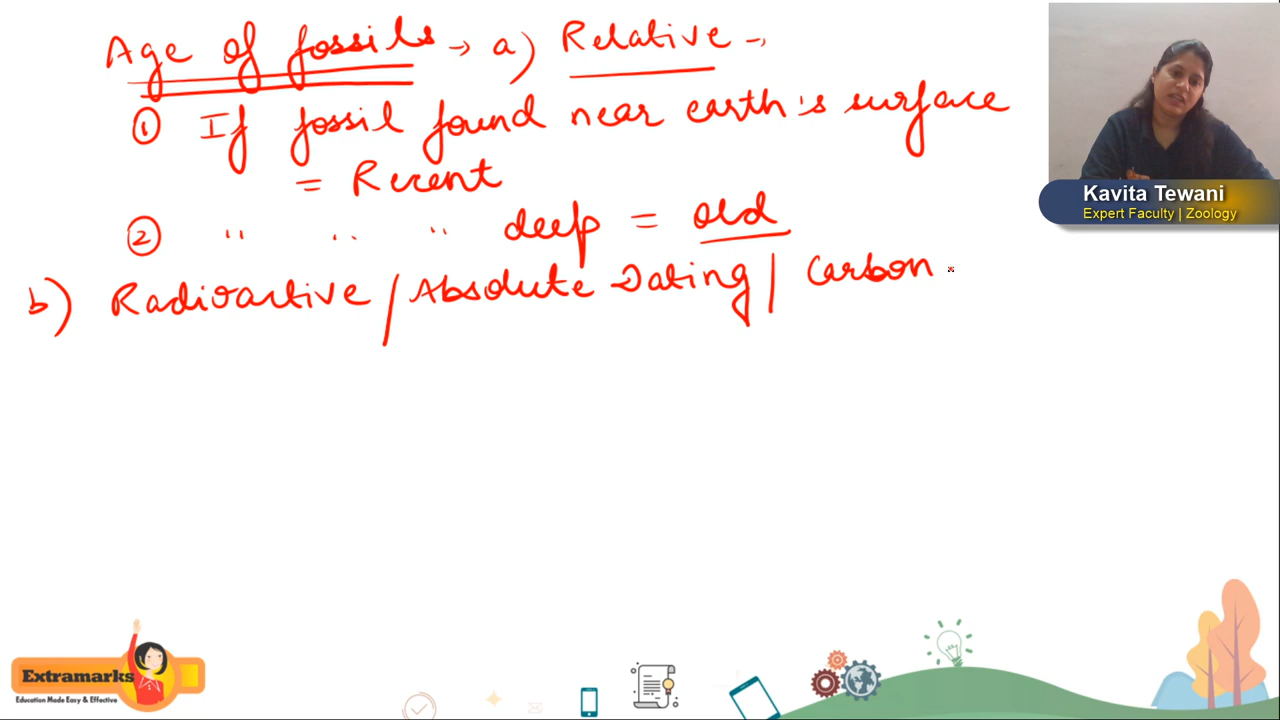 Age of fossils → a) Relative →
① If fossil found near earth's surface
= Recent
② " " " deep = old
b) Radioactive / Absolute Dating / Carbon
Kavita Tewani
Expert Faculty | Zoology
Extramarks
Education Made Easy & Effective